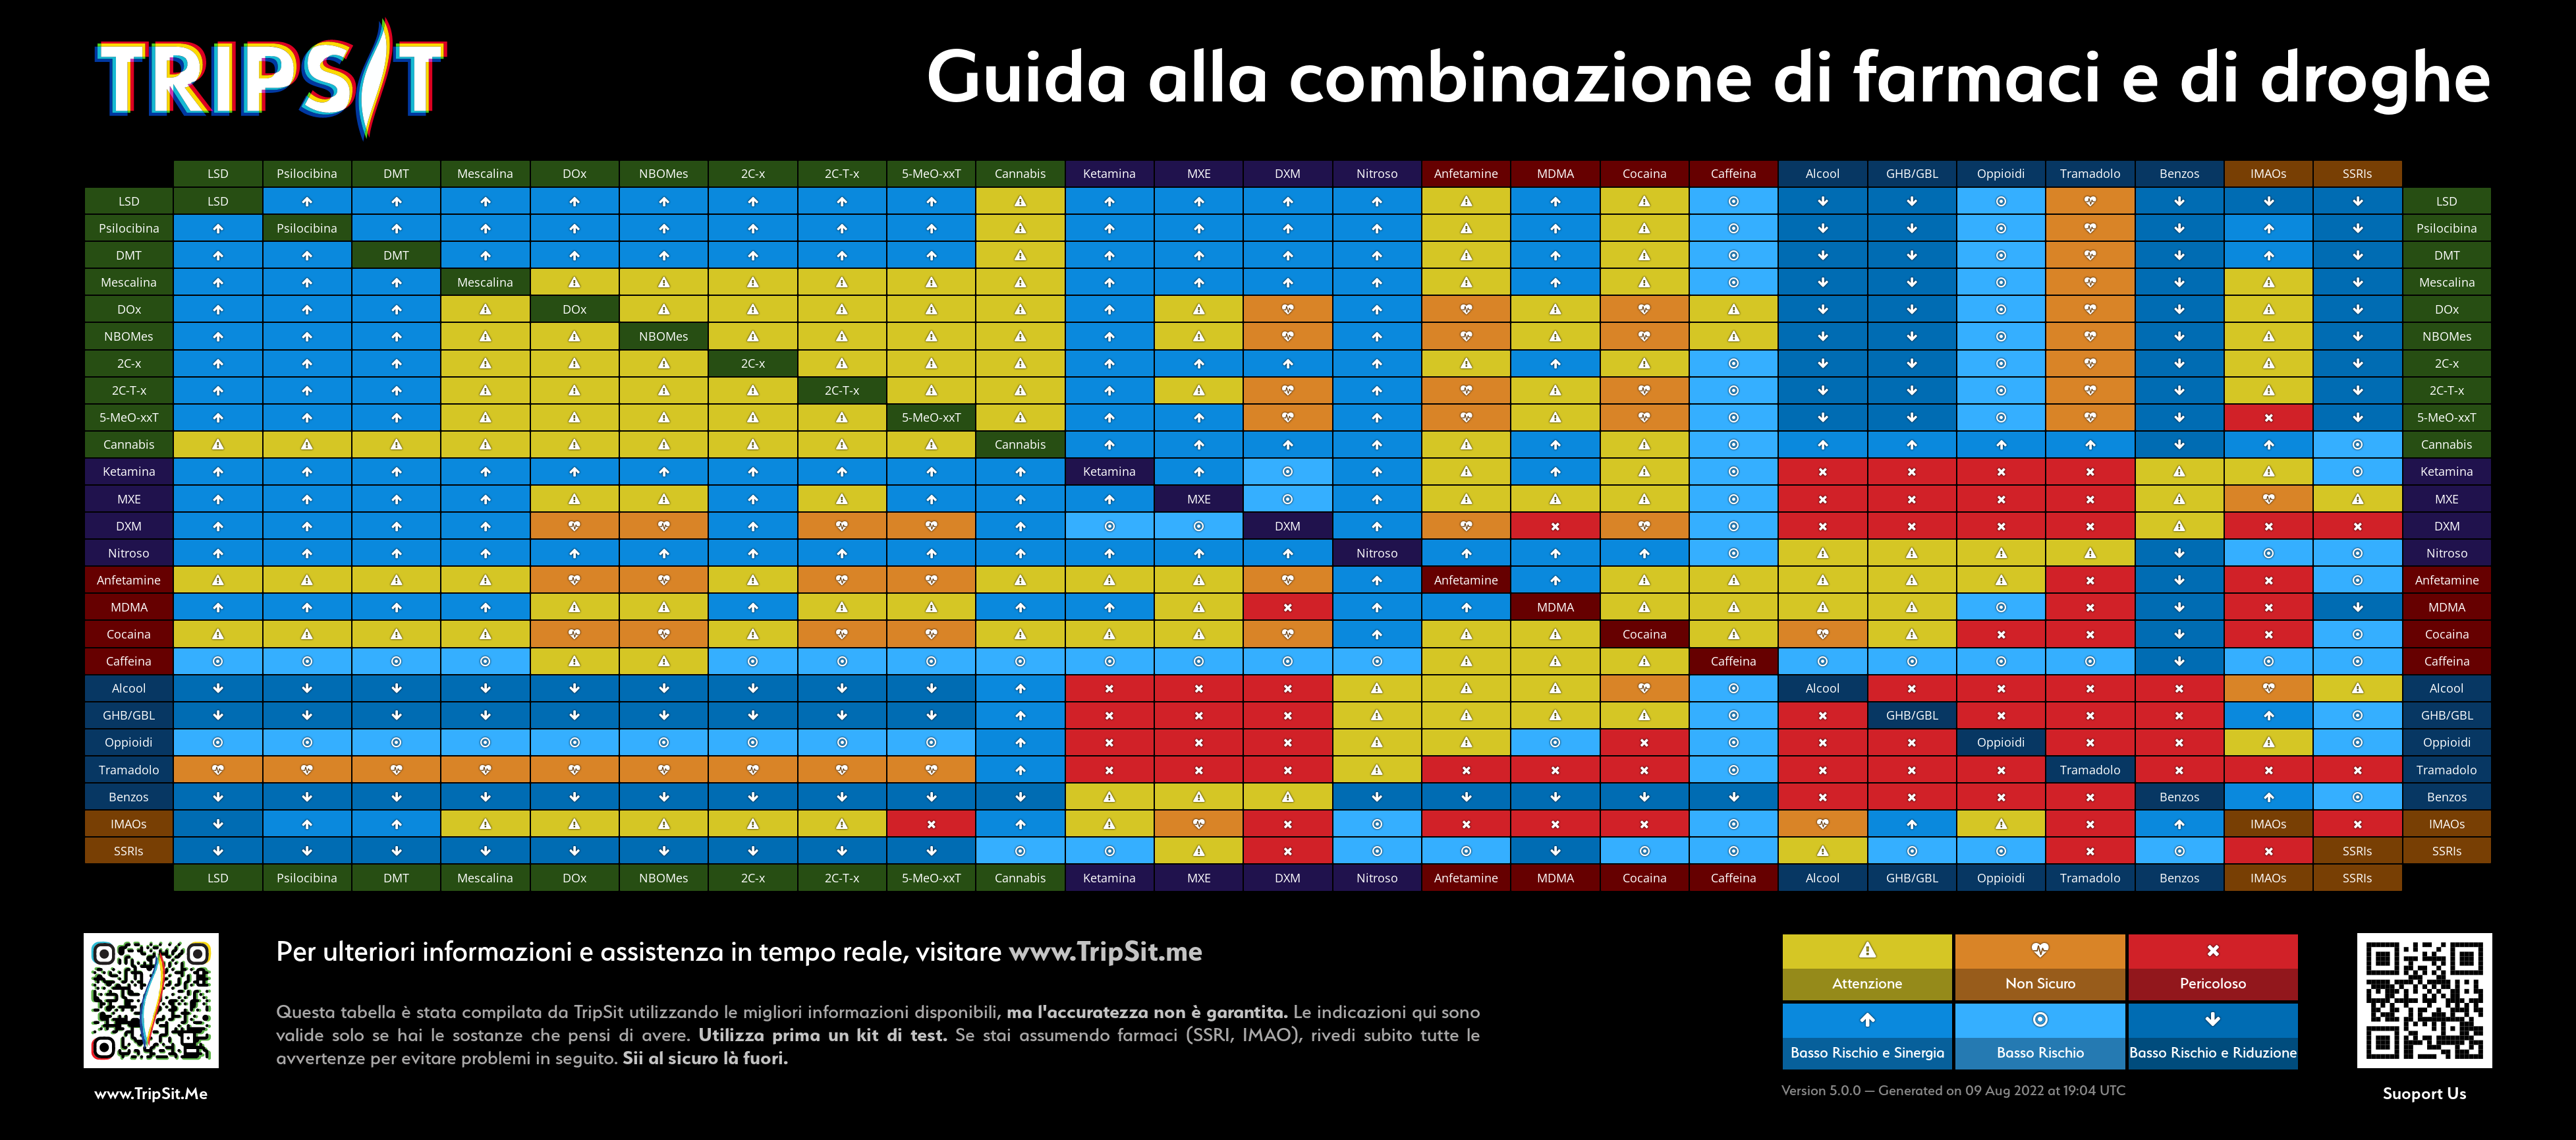 TRIPSIT
Guida alla combinazione di farmaci e di droghe
LSD Psilocibina DMT Mescalina DOx NBOMes 2C-x 2C-T-x 5-MeO-xxT Cannabis Ketamina MXE DXM Nitroso Anfetamine MDMA Cocaina Caffeina Alcool GHB/GBL Oppioidi Tramadolo Benzos IMAOs SSRIs
LSD LSD LSD
Psilocibina Psilocibina Psilocibina
DMT DMT DMT
Mescalina Mescalina Mescalina
DOx DOx DOx
NBOMes NBOMes NBOMes
2C-x 2C-x 2C-x
2C-T-x 2C-T-x 2C-T-x
5-MeO-xxT 5-MeO-xxT 5-MeO-xxT
Cannabis Cannabis Cannabis
Ketamina Ketamina Ketamina
MXE MXE MXE
DXM DXM DXM
Nitroso Nitroso Nitroso
Anfetamine Anfetamine Anfetamine
MDMA MDMA MDMA
Cocaina Cocaina Cocaina
Caffeina Caffeina Caffeina
Alcool Alcool Alcool
GHB/GBL GHB/GBL GHB/GBL
Oppioidi Oppioidi Oppioidi
Tramadolo Tramadolo Tramadolo
Benzos Benzos Benzos
IMAOs IMAOs IMAOs
SSRIs SSRIs SSRIs
LSD Psilocibina DMT Mescalina DOx NBOMes 2C-x 2C-T-x 5-MeO-xxT Cannabis Ketamina MXE DXM Nitroso Anfetamine MDMA Cocaina Caffeina Alcool GHB/GBL Oppioidi Tramadolo Benzos IMAOs SSRIs
Per ulteriori informazioni e assistenza in tempo reale, visitare www.TripSit.me
Questa tabella è stata compilata da TripSit utilizzando le migliori informazioni disponibili, ma l'accuratezza non è garantita. Le indicazioni qui sono
valide solo se hai le sostanze che pensi di avere. Utilizza prima un kit di test. Se stai assumendo farmaci (SSRI, IMAO), rivedi subito tutte le
avvertenze per evitare problemi in seguito. Sii al sicuro là fuori.
www.TripSit.Me
Attenzione Non Sicuro Pericoloso
Basso Rischio e Sinergia Basso Rischio Basso Rischio e Riduzione
Version 5.0.0 — Generated on 09 Aug 2022 at 19:04 UTC
Suoport Us